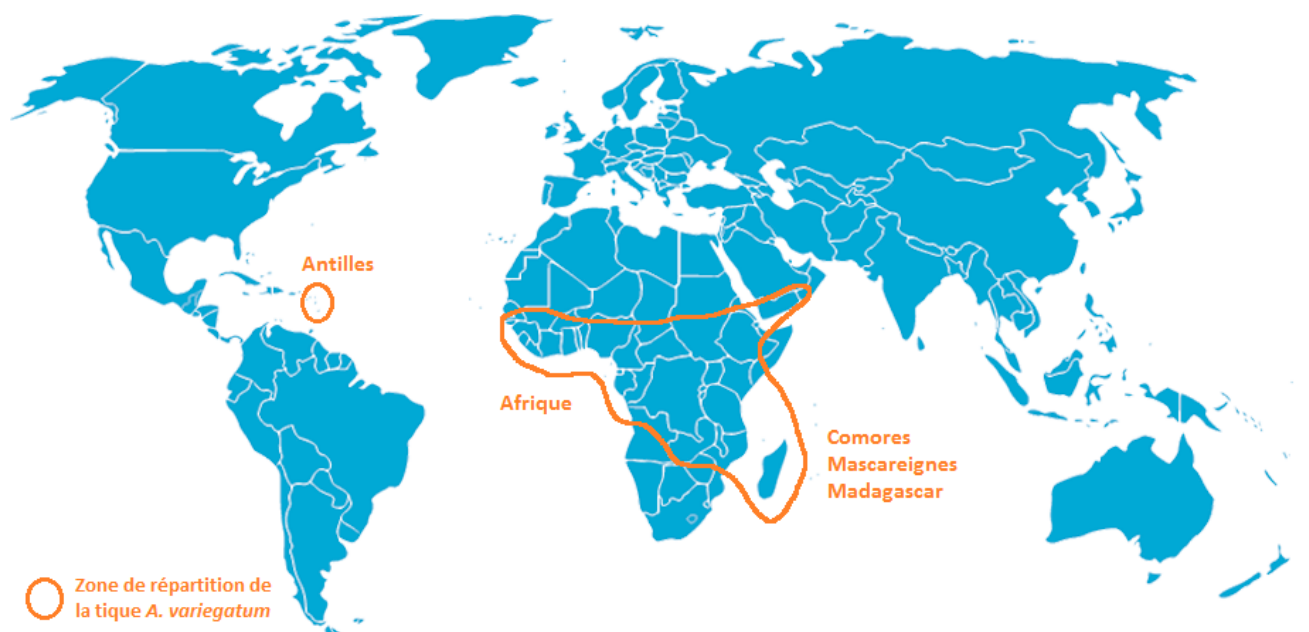 Antilles
Afrique
Comores
Mascareignes
Madagascar
Zone de répartition de
la tique A. variegatum